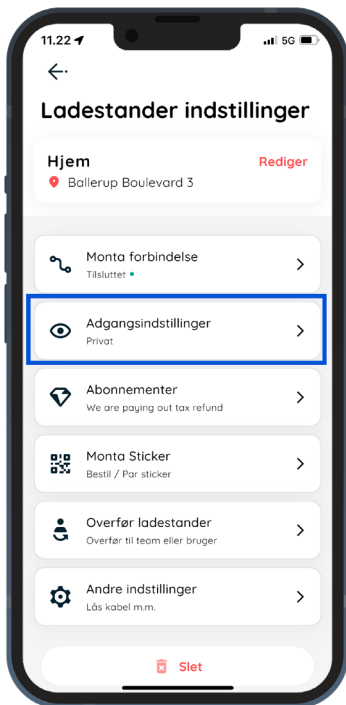 11.22
5G
Ladestander indstillinger
Hjem
Rediger
Ballerup Boulevard 3
Monta forbindelse
Tilsluttet
Adgangsindstillinger
Privat
Abonnementer
We are paying out tax refund
Monta Sticker
Bestil / Par sticker
Overfør ladestander
Overfør til team eller bruger
Andre indstillinger
Lås kabel m.m.
Slet